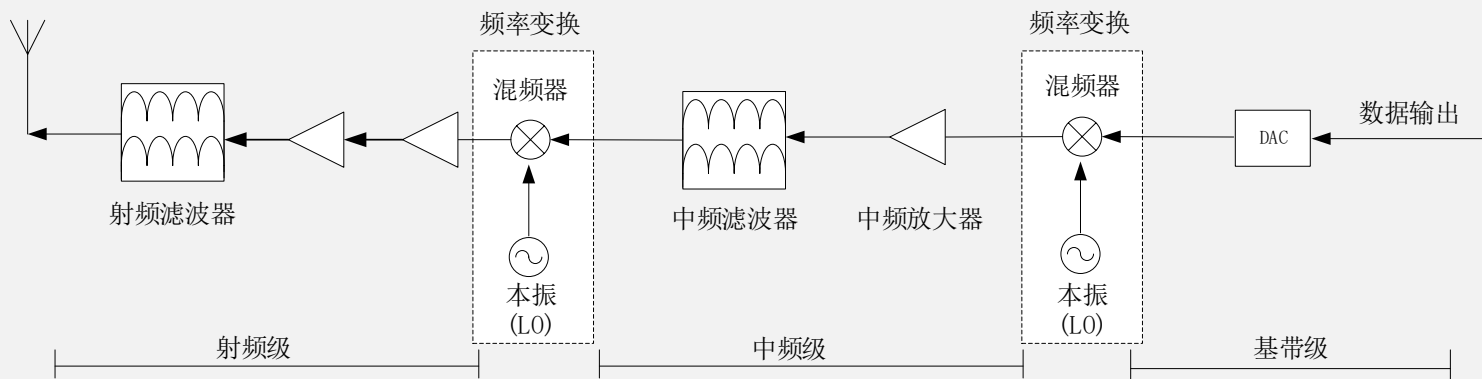 频率变换
频率变换
混频器
混频器
数据输出
DAC
射频滤波器
中频滤波器
中频放大器
本振
(LO)
本振
(LO)
射频级
中频级
基带级